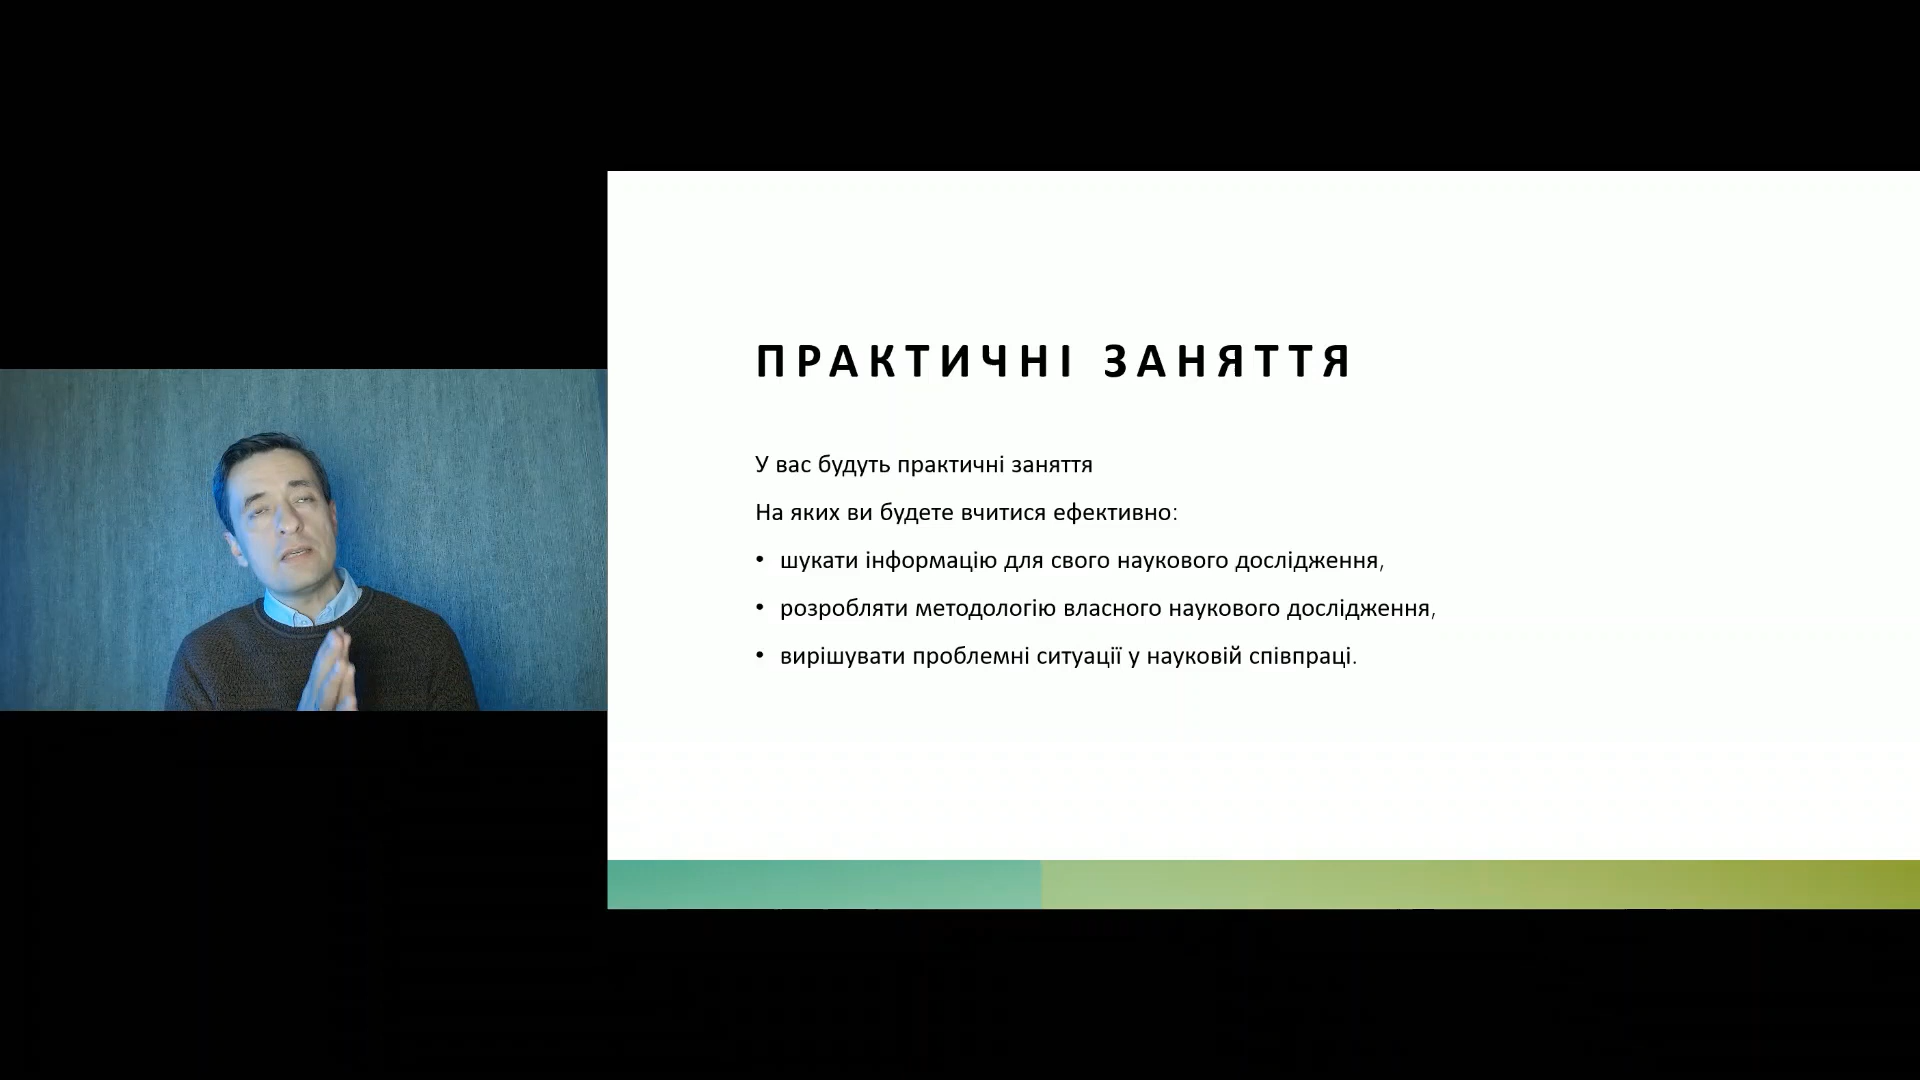 ПРАКТИЧНІ ЗАНЯТТЯ
У вас будуть практичні заняття
На яких ви будете вчитися ефективно:
• шукати інформацію для свого наукового дослідження,
• розробляти методологію власного наукового дослідження,
• вирішувати проблемні ситуації у науковій співпраці.